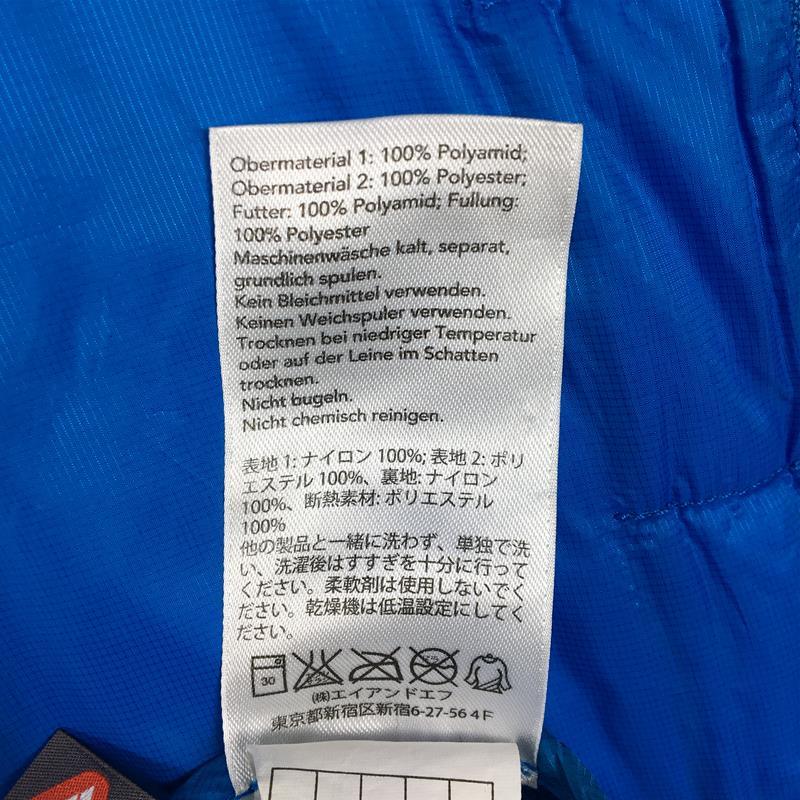 Obermaterial 1: 100% Polyamid;
Obermaterial 2: 100% Polyester;
Futter: 100% Polyamid; Fullung:
100% Polyester
Maschinenwäsche kalt, separat,
grundlich spulen.
Kein Bleichmittel verwenden.
Keinen Weichspuler verwenden.
Trocknen bei niedriger Temperatur
oder auf der Leine im Schatten
trocknen.
Nicht bugeln.
Nicht chemisch reinigen.
表地 1: ナイロン 100%; 表地 2: ポリ
エステル 100%、裏地: ナイロン
100%、断熱素材: ポリエステル
100%
他の製品と一緒に洗わず、単独で洗
い、洗濯後はすすぎを十分に行って
ください。柔軟剤は使用しないでく
ださい。乾燥機は低温設定にしてく
ださい。
30
(株)エイアンドエフ
東京都新宿区新宿6-27-56 4F